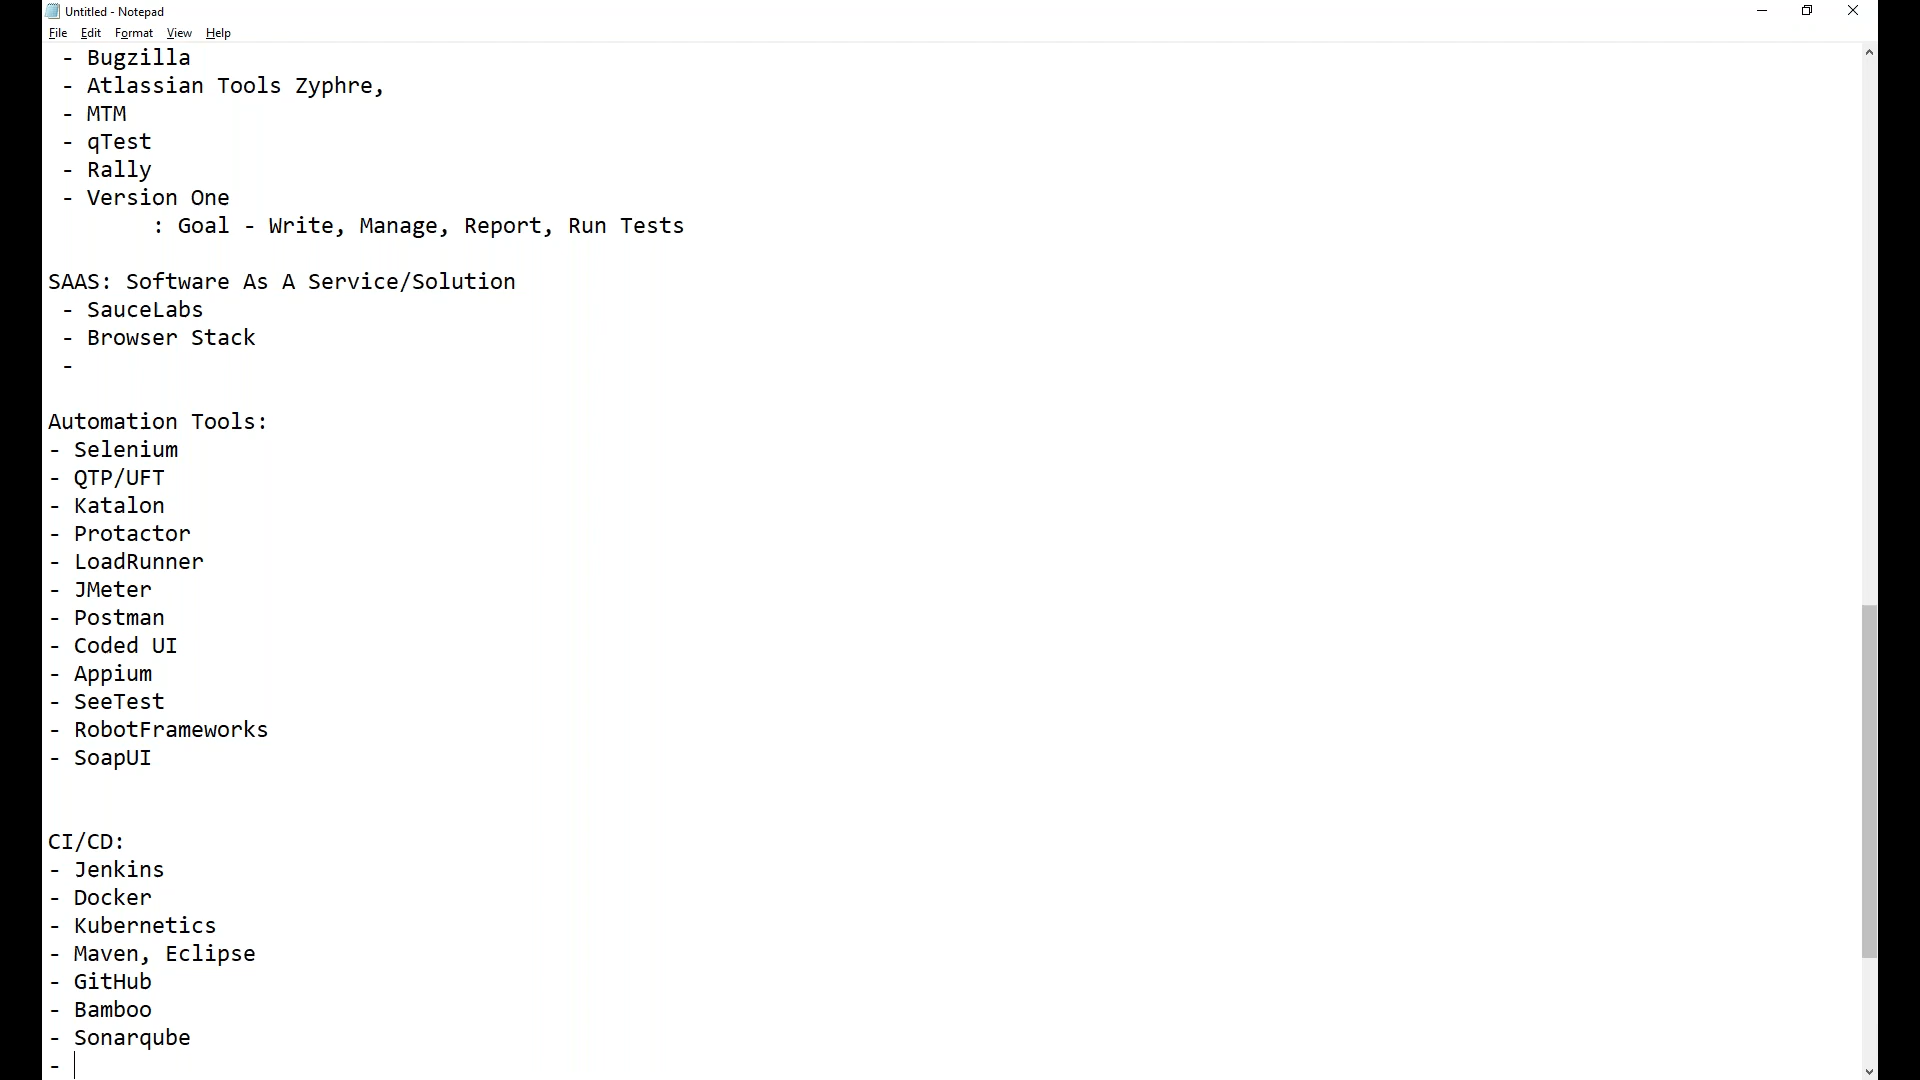 Untitled - Notepad
File Edit Format View Help
- Bugzilla
- Atlassian Tools Zyphre,
- MTM
- qTest
- Rally
- Version One
: Goal - Write, Manage, Report, Run Tests
SAAS: Software As A Service/Solution
- SauceLabs
- Browser Stack
-
Automation Tools:
- Selenium
- QTP/UFT
- Katalon
- Protactor
- LoadRunner
- JMeter
- Postman
- Coded UI
- Appium
- SeeTest
- RobotFrameworks
- SoapUI
CI/CD:
- Jenkins
- Docker
- Kubernetics
- Maven, Eclipse
- GitHub
- Bamboo
- Sonarqube
-